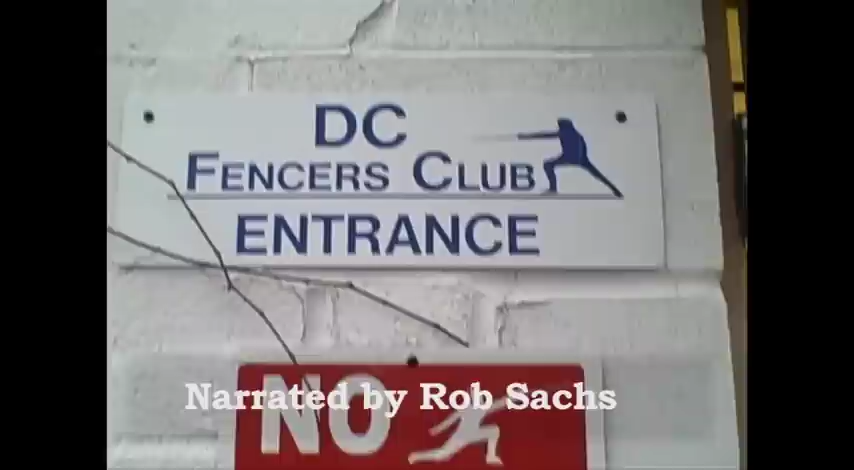 DC
FENCERS CLUB
ENTRANCE
Narrated by Rob Sachs
NO